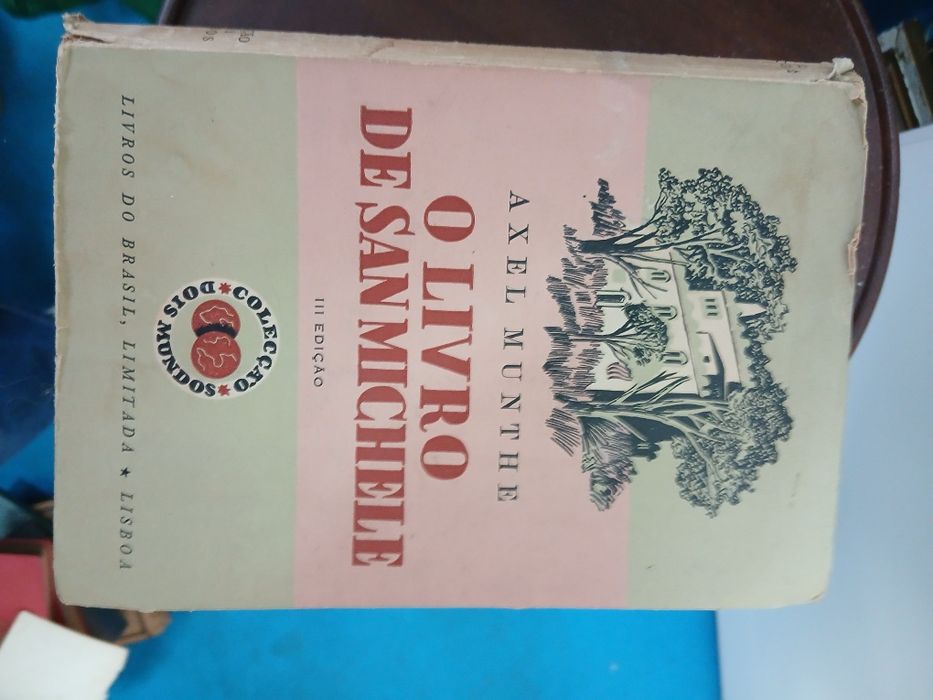 AXEL MUNTHE
O LIVRO
DE SAN MICHELE
III EDIÇÃO
COLECÇÃO
DOIS MUNDOS
LIVROS DO BRASIL, LIMITADA ★ LISBOA